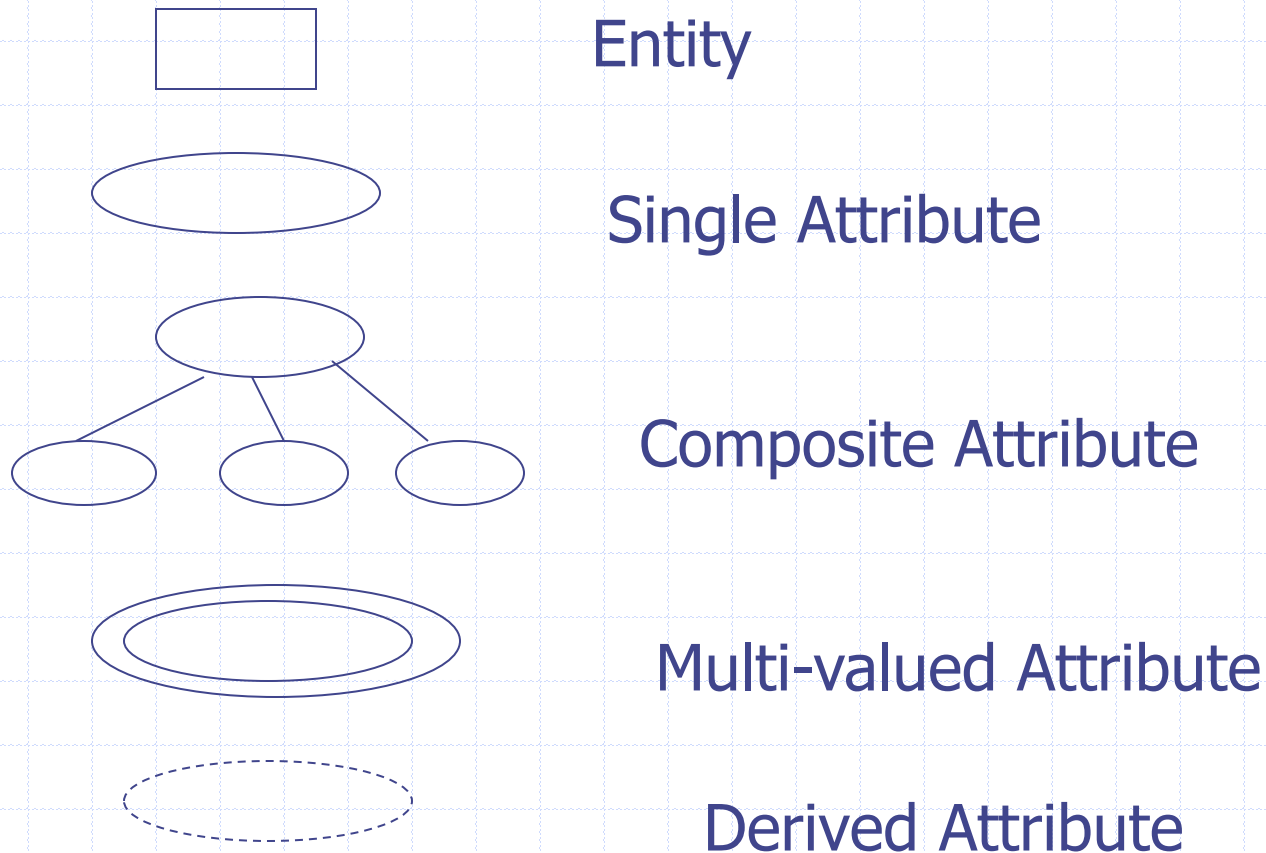 Entity
Single Attribute
Composite Attribute
Multi-valued Attribute
Derived Attribute